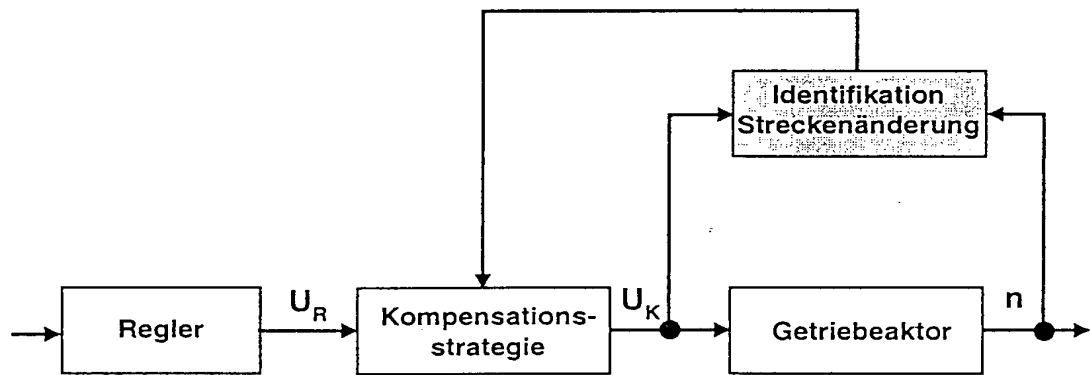 Identifikation
Streckenänderung
Regler
U_R
Kompensations-
strategie
U_K
Getriebeaktor
n